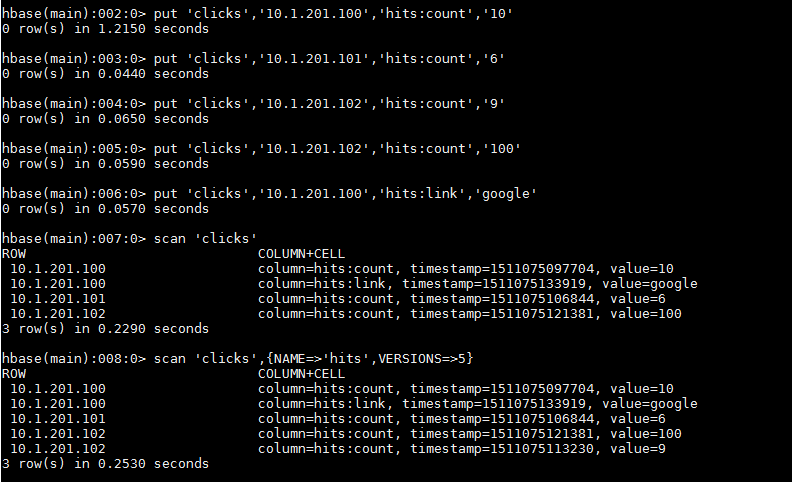 hbase(main):002:0> put 'clicks','10.1.201.100','hits:count','10'
0 row(s) in 1.2150 seconds
hbase(main):003:0> put 'clicks','10.1.201.101','hits:count','6'
0 row(s) in 0.0440 seconds
hbase(main):004:0> put 'clicks','10.1.201.102','hits:count','9'
0 row(s) in 0.0650 seconds
hbase(main):005:0> put 'clicks','10.1.201.102','hits:count','100'
0 row(s) in 0.0590 seconds
hbase(main):006:0> put 'clicks','10.1.201.100','hits:link','google'
0 row(s) in 0.0570 seconds
hbase(main):007:0> scan 'clicks'
ROW COLUMN+CELL
10.1.201.100 column=hits:count, timestamp=1511075097704, value=10
10.1.201.100 column=hits:link, timestamp=1511075133919, value=google
10.1.201.101 column=hits:count, timestamp=1511075106844, value=6
10.1.201.102 column=hits:count, timestamp=1511075121381, value=100
3 row(s) in 0.2290 seconds
hbase(main):008:0> scan 'clicks',{NAME=>'hits',VERSIONS=>5}
ROW COLUMN+CELL
10.1.201.100 column=hits:count, timestamp=1511075097704, value=10
10.1.201.100 column=hits:link, timestamp=1511075133919, value=google
10.1.201.101 column=hits:count, timestamp=1511075106844, value=6
10.1.201.102 column=hits:count, timestamp=1511075121381, value=100
10.1.201.102 column=hits:count, timestamp=1511075113230, value=9
3 row(s) in 0.2530 seconds